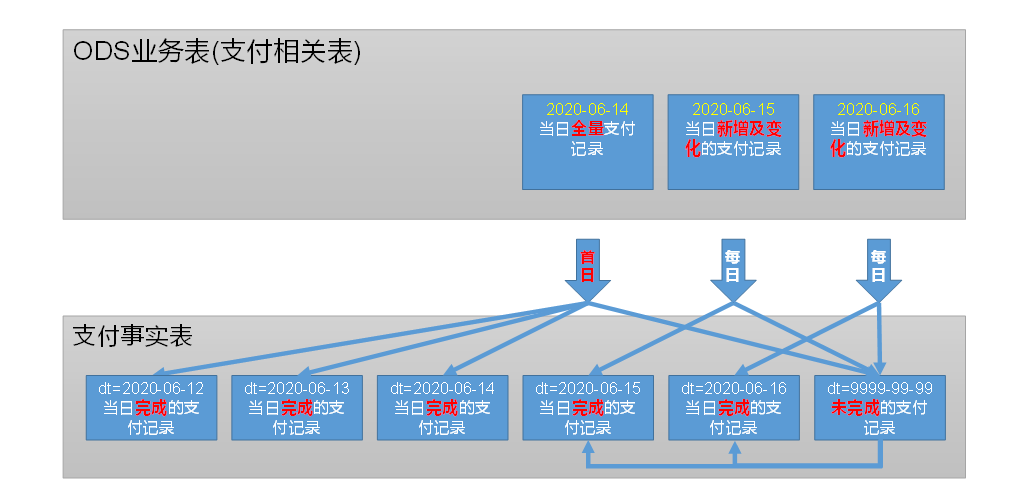 ODS业务表(支付相关表)
2020-06-14
当日全量支付
记录
2020-06-15
当日新增及变
化的支付记录
2020-06-16
当日新增及变
化的支付记录
首
日
每
日
每
日
支付事实表
dt=2020-06-12
当日完成的支
付记录
dt=2020-06-13
当日完成的支
付记录
dt=2020-06-14
当日完成的支
付记录
dt=2020-06-15
当日完成的支
付记录
dt=2020-06-16
当日完成的支
付记录
dt=9999-99-99
未完成的支付
记录